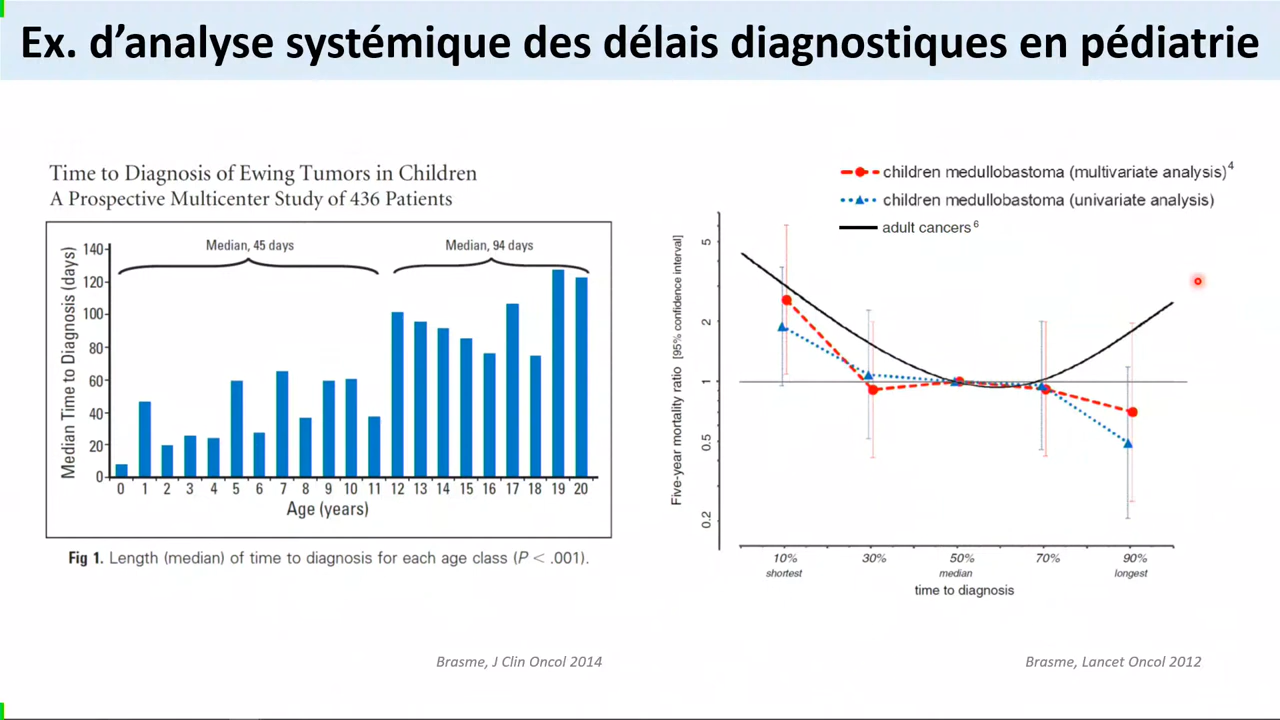 Ex. d’analyse systémique des délais diagnostiques en pédiatrie
Time to Diagnosis of Ewing Tumors in Children
A Prospective Multicenter Study of 436 Patients
Median Time to Diagnosis (days)
140
120
100
80
60
40
20
0
Median, 45 days
Median, 94 days
0 1 2 3 4 5 6 7 8 9 10 11 12 13 14 15 16 17 18 19 20
Age (years)
Fig 1. Length (median) of time to diagnosis for each age class (P < .001).
Brasme, J Clin Oncol 2014
children medullobastoma (multivariate analysis)4
children medullobastoma (univariate analysis)
adult cancers 6
Five-year mortality ratio [95% confidence interval]
5
2
1
0.5
0.2
10% 30% 50% 70% 90%
shortest median longest
time to diagnosis
Brasme, Lancet Oncol 2012